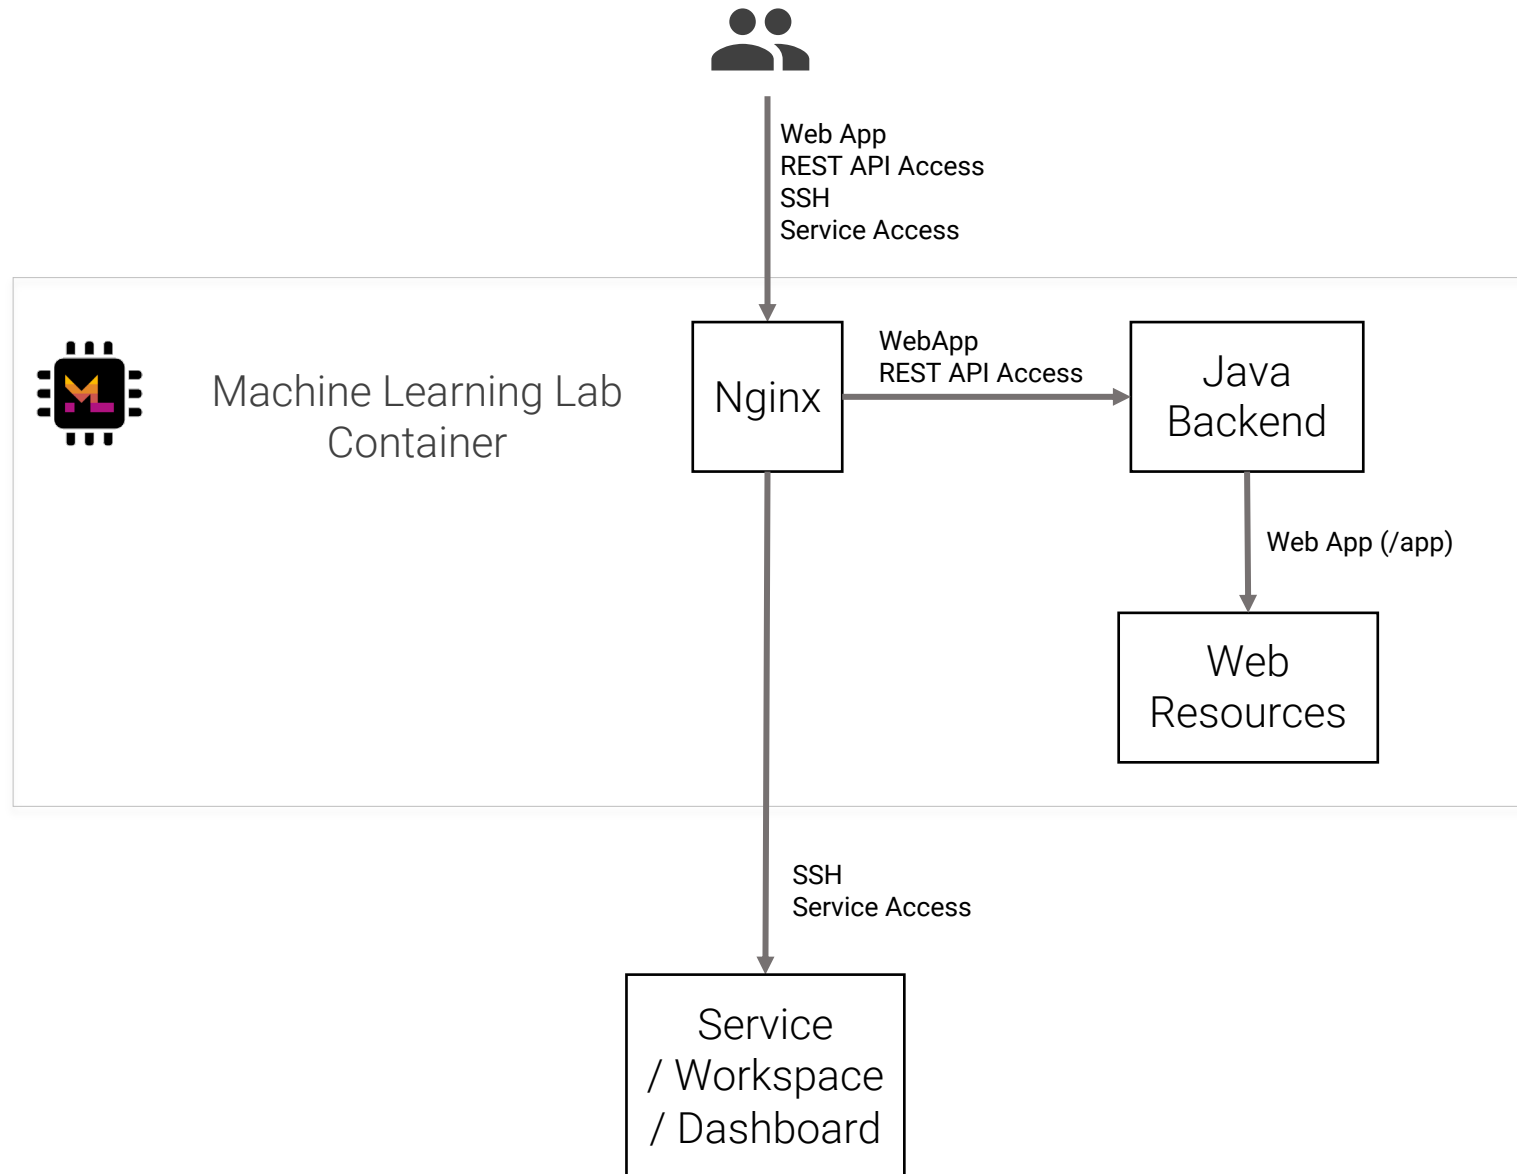 Web App
REST API Access
SSH
Service Access
Machine Learning Lab
Container
Nginx
WebApp
REST API Access
Java
Backend
Web App (/app)
Web
Resources
SSH
Service Access
Service
/ Workspace
/ Dashboard